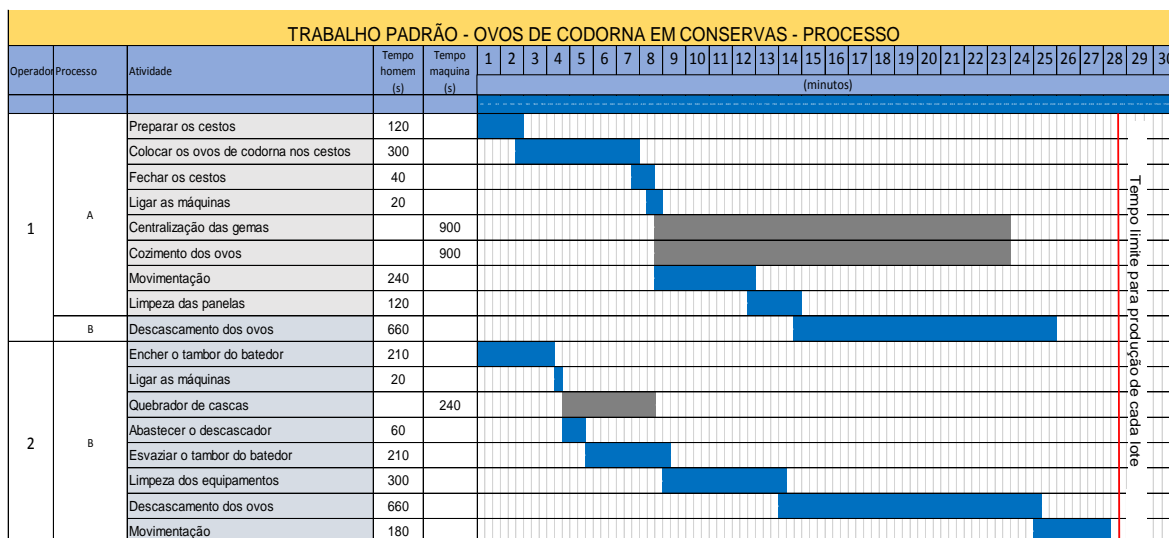 TRABALHO PADRÃO - OVOS DE CODORNA EM CONSERVAS - PROCESSO
Operador Processo Atividade Tempo homem (s) Tempo maquina (s) 1 2 3 4 5 6 7 8 9 10 11 12 13 14 15 16 17 18 19 20 21 22 23 24 25 26 27 28 29 30
(minutos)
1 A Preparar os cestos 120
Colocar os ovos de codorna nos cestos 300
Fechar os cestos 40
Ligar as máquinas 20
Centralização das gemas 900
Cozimento dos ovos 900
Movimentação 240
Limpeza das panelas 120
B Descascamento dos ovos 660
2 B Encher o tambor do batedor 210
Ligar as máquinas 20
Quebrador de cascas 240
Abastecer o descascador 60
Esvaziar o tambor do batedor 210
Limpeza dos equipamentos 300
Descascamento dos ovos 660
Movimentação 180
Tempo limite para produção de cada lote